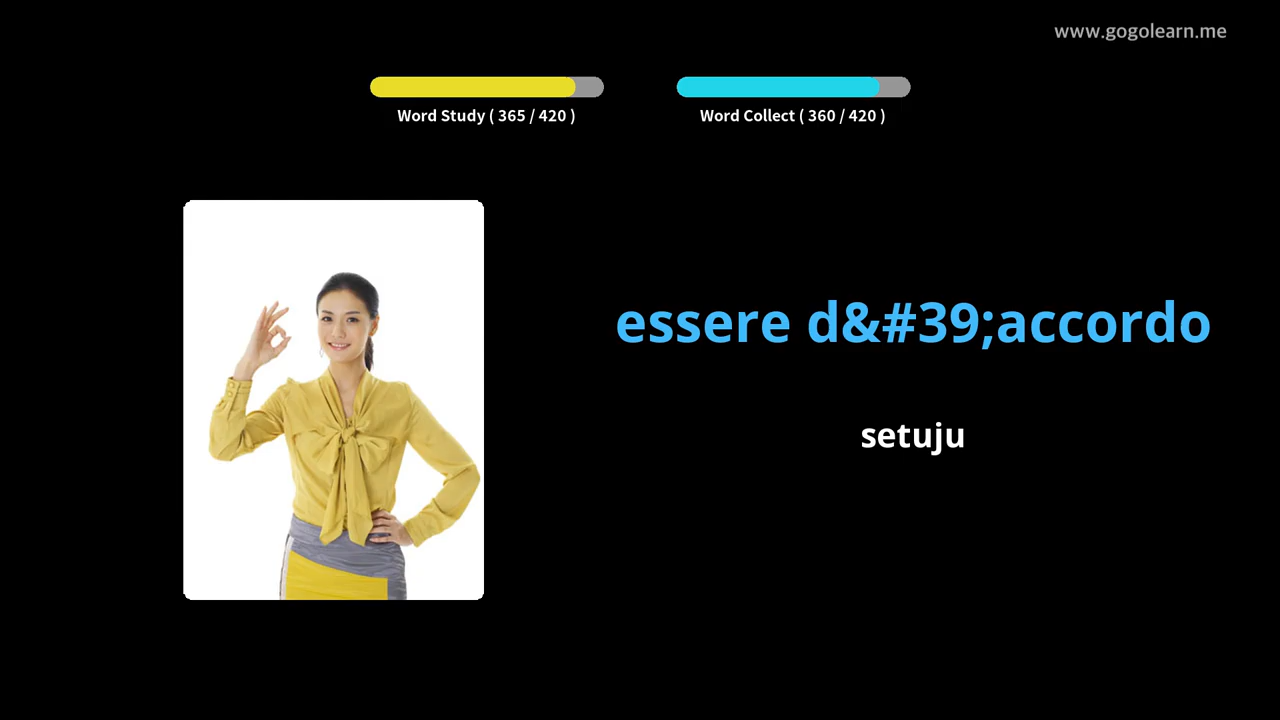 www.gogolearn.me
Word Study ( 365 / 420 )
Word Collect ( 360 / 420 )
essere d&#39;accordo
setuju